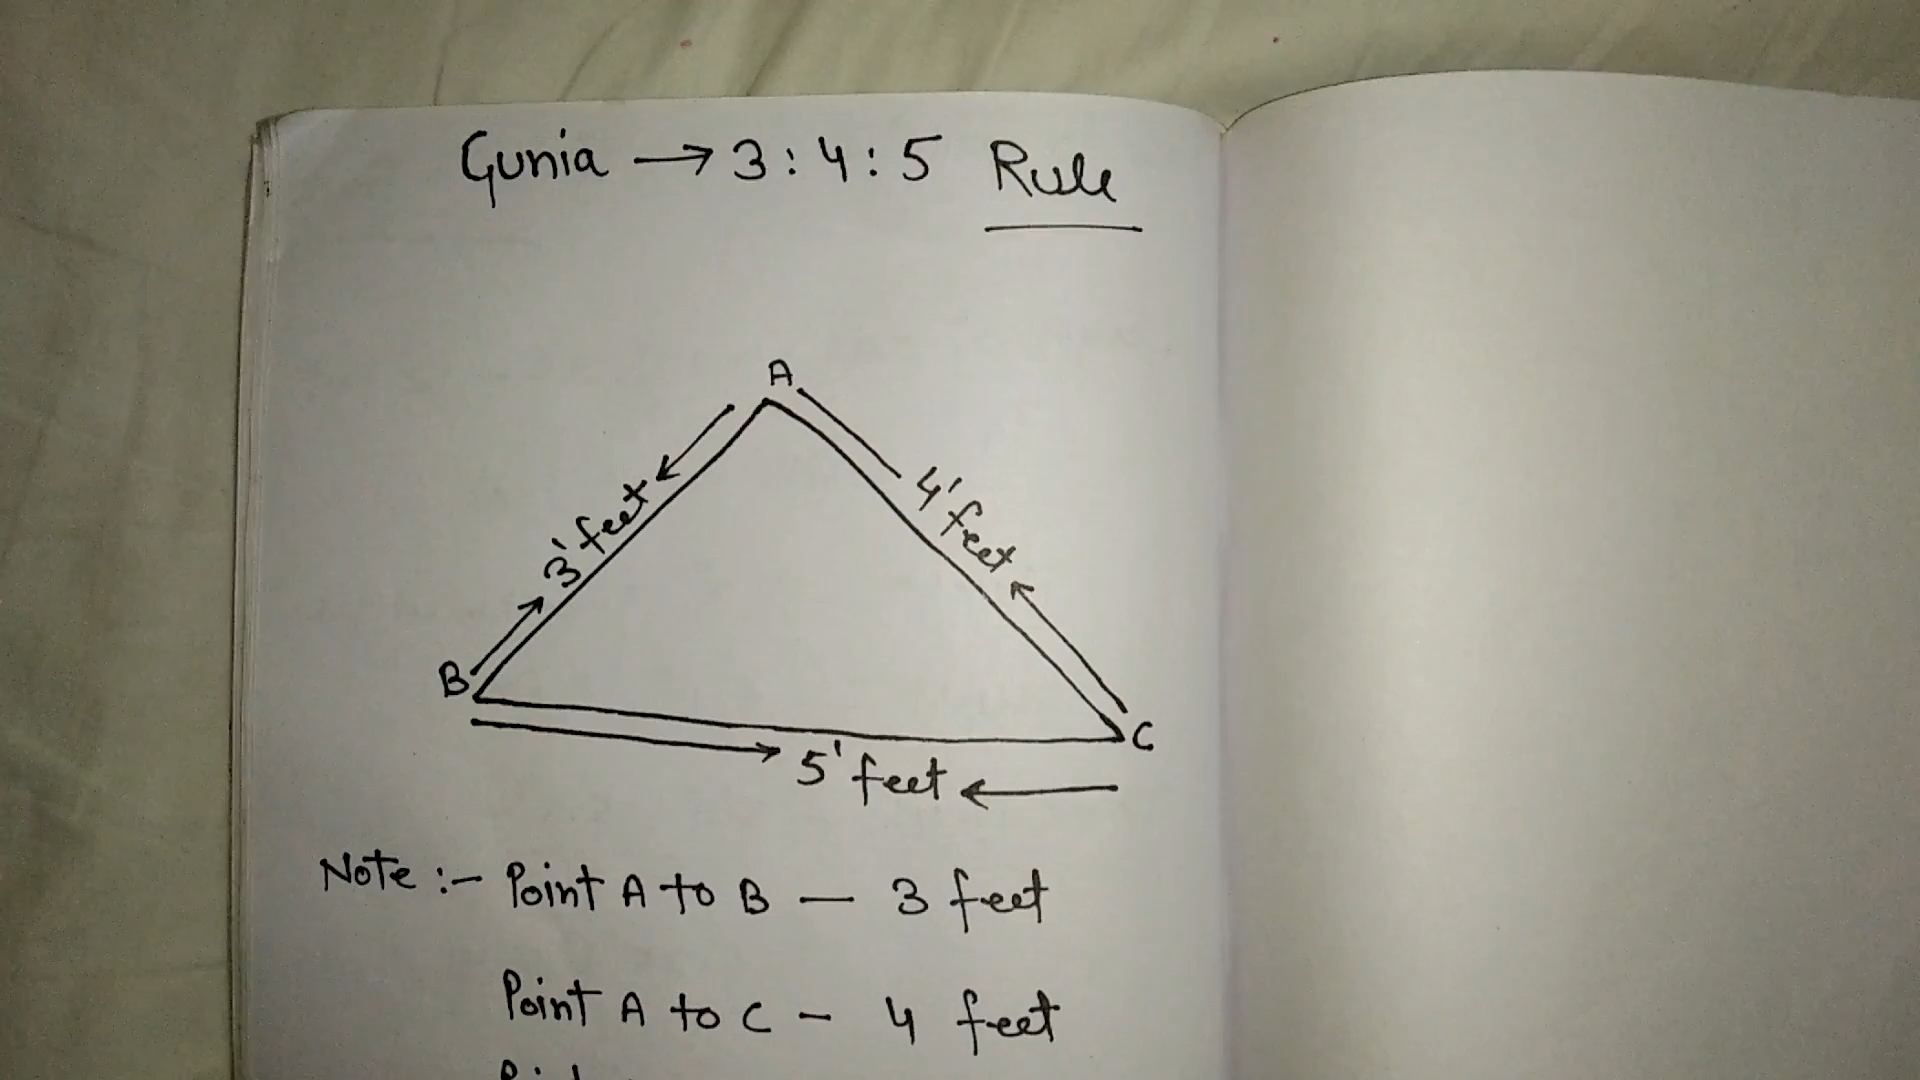 Gunia → 3:4:5 Rule
A
3' feet
4' feet
B
C
5' feet
Note :- Point A to B — 3 feet
Point A to C - 4 feet